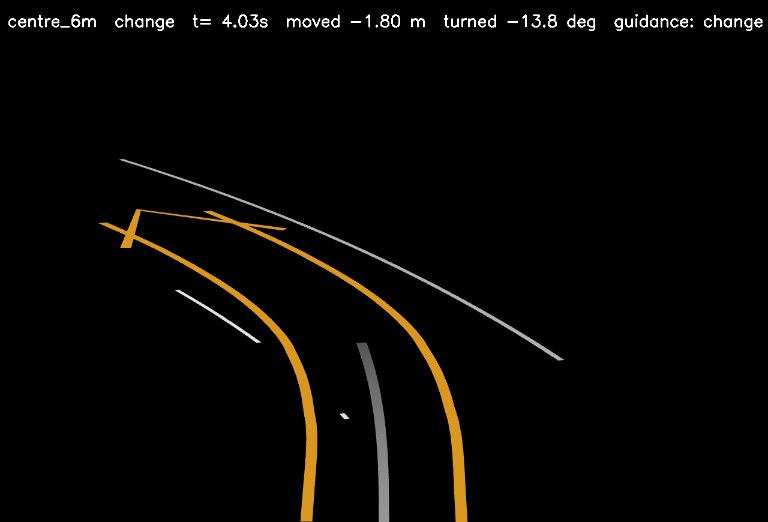 centre_6m change t= 4.03s moved −1.80 m turned −13.8 deg guidance: change